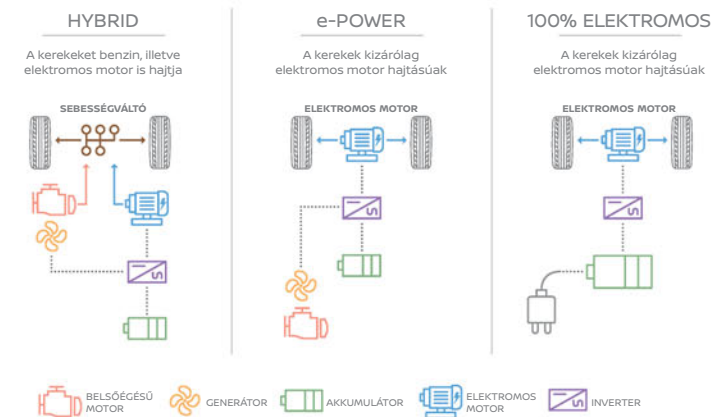 HYBRID
A kerekeket benzin, illetve
elektromos motor is hajtja
SEBESSÉGVÁLTÓ
e-POWER
A kerekek kizárólag
elektromos motor hajtásúak
ELEKTROMOS MOTOR
100% ELEKTROMOS
A kerekek kizárólag
elektromos motor hajtásúak
ELEKTROMOS MOTOR
BELSŐÉGÉSŰ
MOTOR
GENERÁTOR
AKKUMULÁTOR
ELEKTROMOS
MOTOR
INVERTER